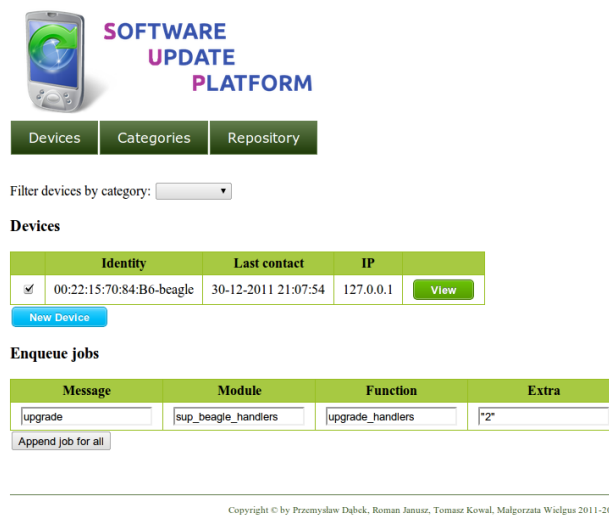 SOFTWARE
UPDATE
PLATFORM
Devices Categories Repository
Filter devices by category:
Devices
Identity Last contact IP
00:22:15:70:84:B6-beagle 30-12-2011 21:07:54 127.0.0.1 View
New Device
Enqueue jobs
Message Module Function Extra
upgrade sup_beagle_handlers upgrade_handlers "2"
Append job for all
Copyright © by Przemysław Dąbek, Roman Janusz, Tomasz Kowal, Małgorzata Wielgus 2011-20